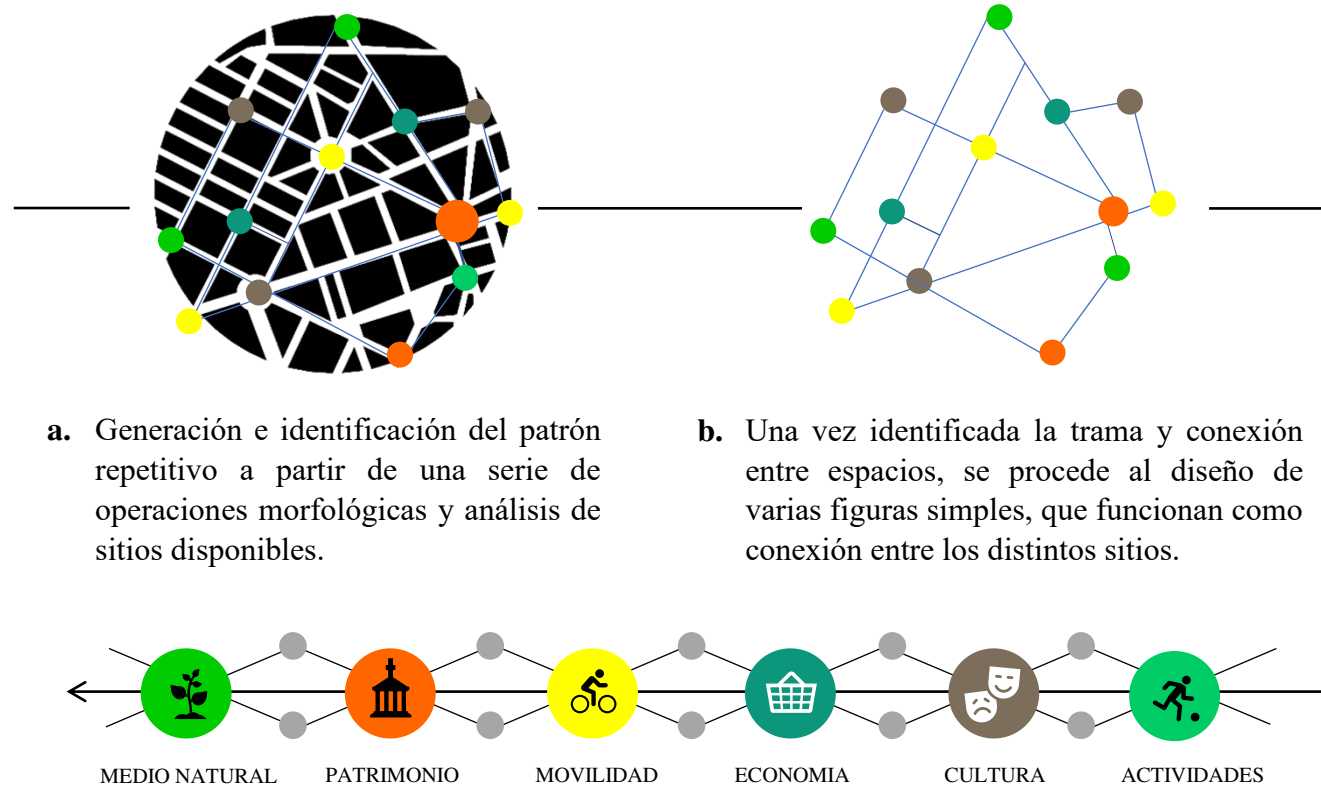 a. Generación e identificación del patrón
repetitivo a partir de una serie de
operaciones morfológicas y análisis de
sitios disponibles.
b. Una vez identificada la trama y conexión
entre espacios, se procede al diseño de
varias figuras simples, que funcionan como
conexión entre los distintos sitios.
MEDIO NATURAL
PATRIMONIO
MOVILIDAD
ECONOMIA
CULTURA
ACTIVIDADES